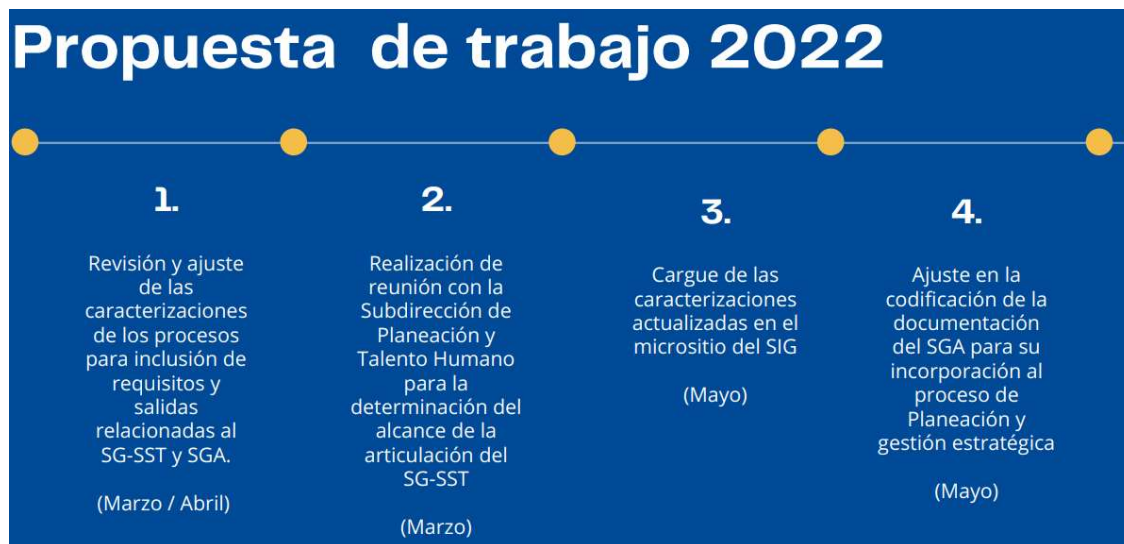 Propuesta de trabajo 2022
1.
Revisión y ajuste
de las
caracterizaciones
de los procesos
para inclusión de
requisitos y
salidas
relacionadas al
SG-SST y SGA.
(Marzo / Abril)
2.
Realización de
reunión con la
Subdirección de
Planeación y
Talento Humano
para la
determinación del
alcance de la
articulación del
SG-SST
(Marzo)
3.
Cargue de las
caracterizaciones
actualizadas en el
micrositio del SIG
(Mayo)
4.
Ajuste en la
codificación de la
documentación
del SGA para su
incorporación al
proceso de
Planeación y
gestión estratégica
(Mayo)